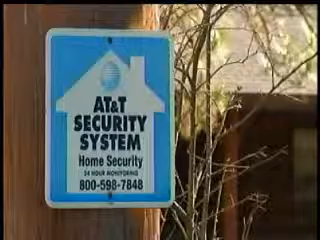 AT&T
SECURITY
SYSTEM
Home Security
24 HOUR MONITORING
800-598-7848